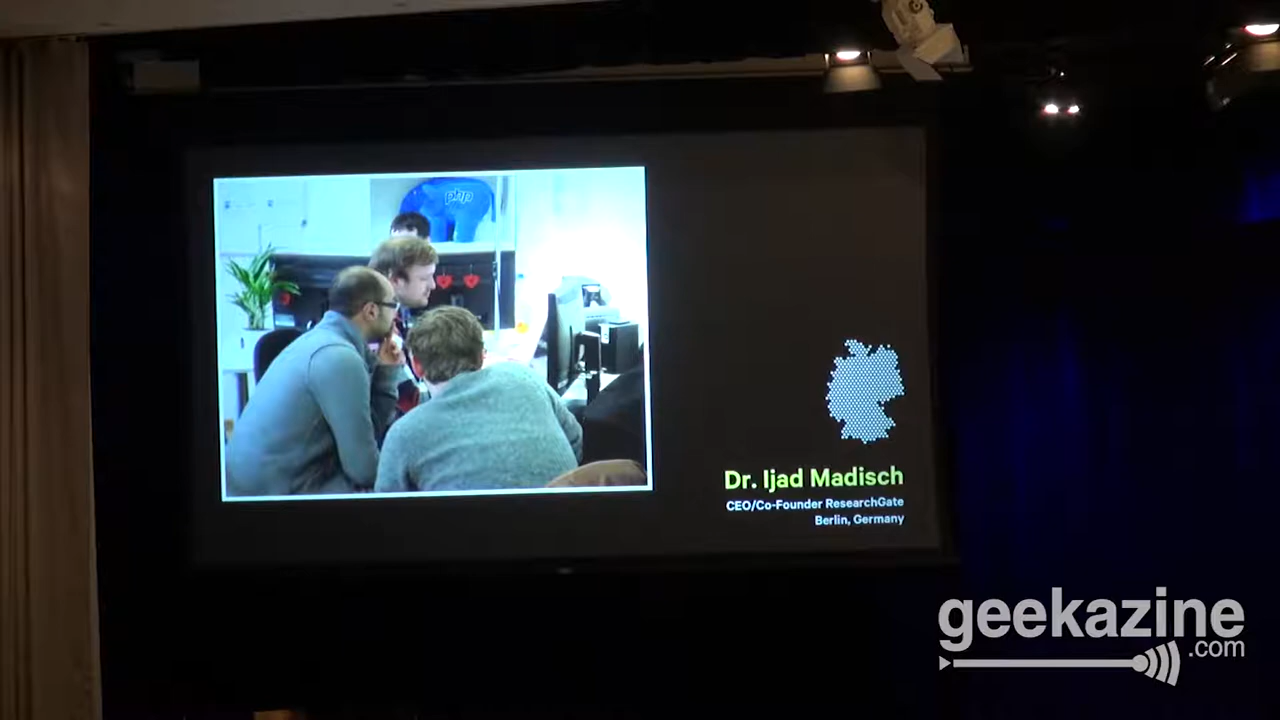 php
Dr. Ijad Madisch
CEO/Co-Founder ResearchGate
Berlin, Germany
geekazine
.com